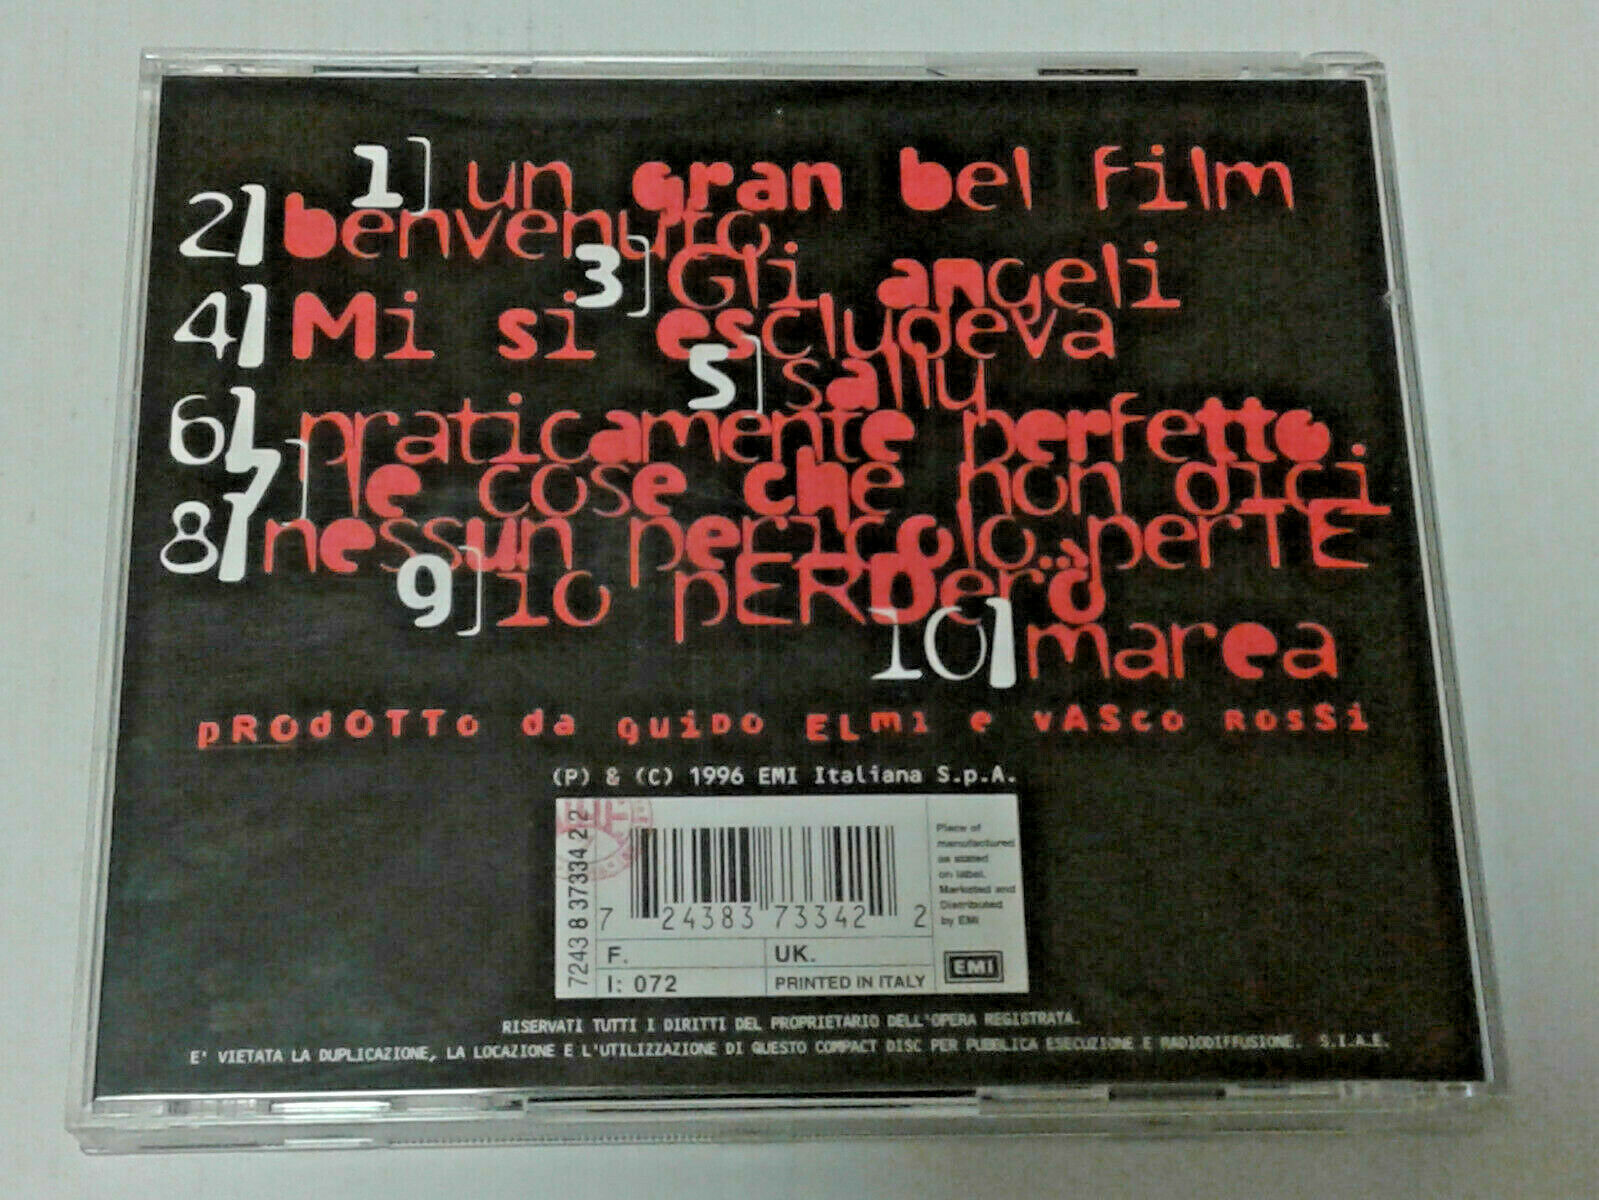 1] un gran bel film
2] benvenuto
3] Gli angeli
4] Mi si escludeva
5] sally
6] praticamente perfetto
7] le cose che non dici
8] nessun pericolo..perTE
9] io pERDerò
10] marea
pROdOTTo da guiDO ELmi e vASco RosSi
(P) & (C) 1996 EMI Italiana S.p.A.
7243 8 37334 2 2
7 24383 73342 2
F.
UK.
I: 072
PRINTED IN ITALY
Place of
manufactured
as stated
on label.
Marketed and
Distributed
by EMI
EMI
RISERVATI TUTTI I DIRITTI DEL PROPRIETARIO DELL'OPERA REGISTRATA.
E' VIETATA LA DUPLICAZIONE, LA LOCAZIONE E L'UTILIZZAZIONE DI QUESTO COMPACT DISC PER PUBBLICA ESECUZIONE E RADIODIFFUSIONE. S.I.A.E.